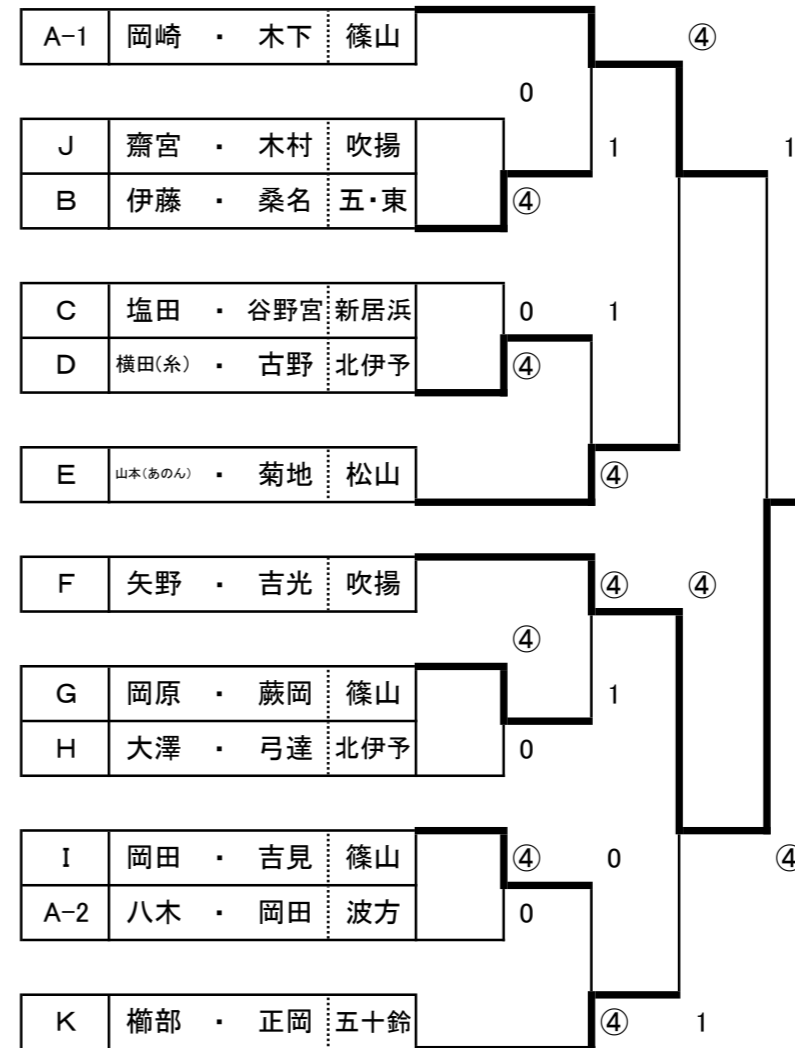 A-1 岡崎 ・ 木下 篠山 ④
0
J 齋宮 ・ 木村 吹揚 1 1
B 伊藤 ・ 桑名 五・東 ④
C 塩田 ・ 谷野宮 新居浜 0 1
D 横田(糸) ・ 古野 北伊予 ④
E 山本(あのん) ・ 菊地 松山 ④
F 矢野 ・ 吉光 吹揚 ④ ④
④
G 岡原 ・ 蕨岡 篠山 1
H 大澤 ・ 弓達 北伊予 0
I 岡田 ・ 吉見 篠山 ④ 0 ④
A-2 八木 ・ 岡田 波方 0
K 櫛部 ・ 正岡 五十鈴 ④ 1